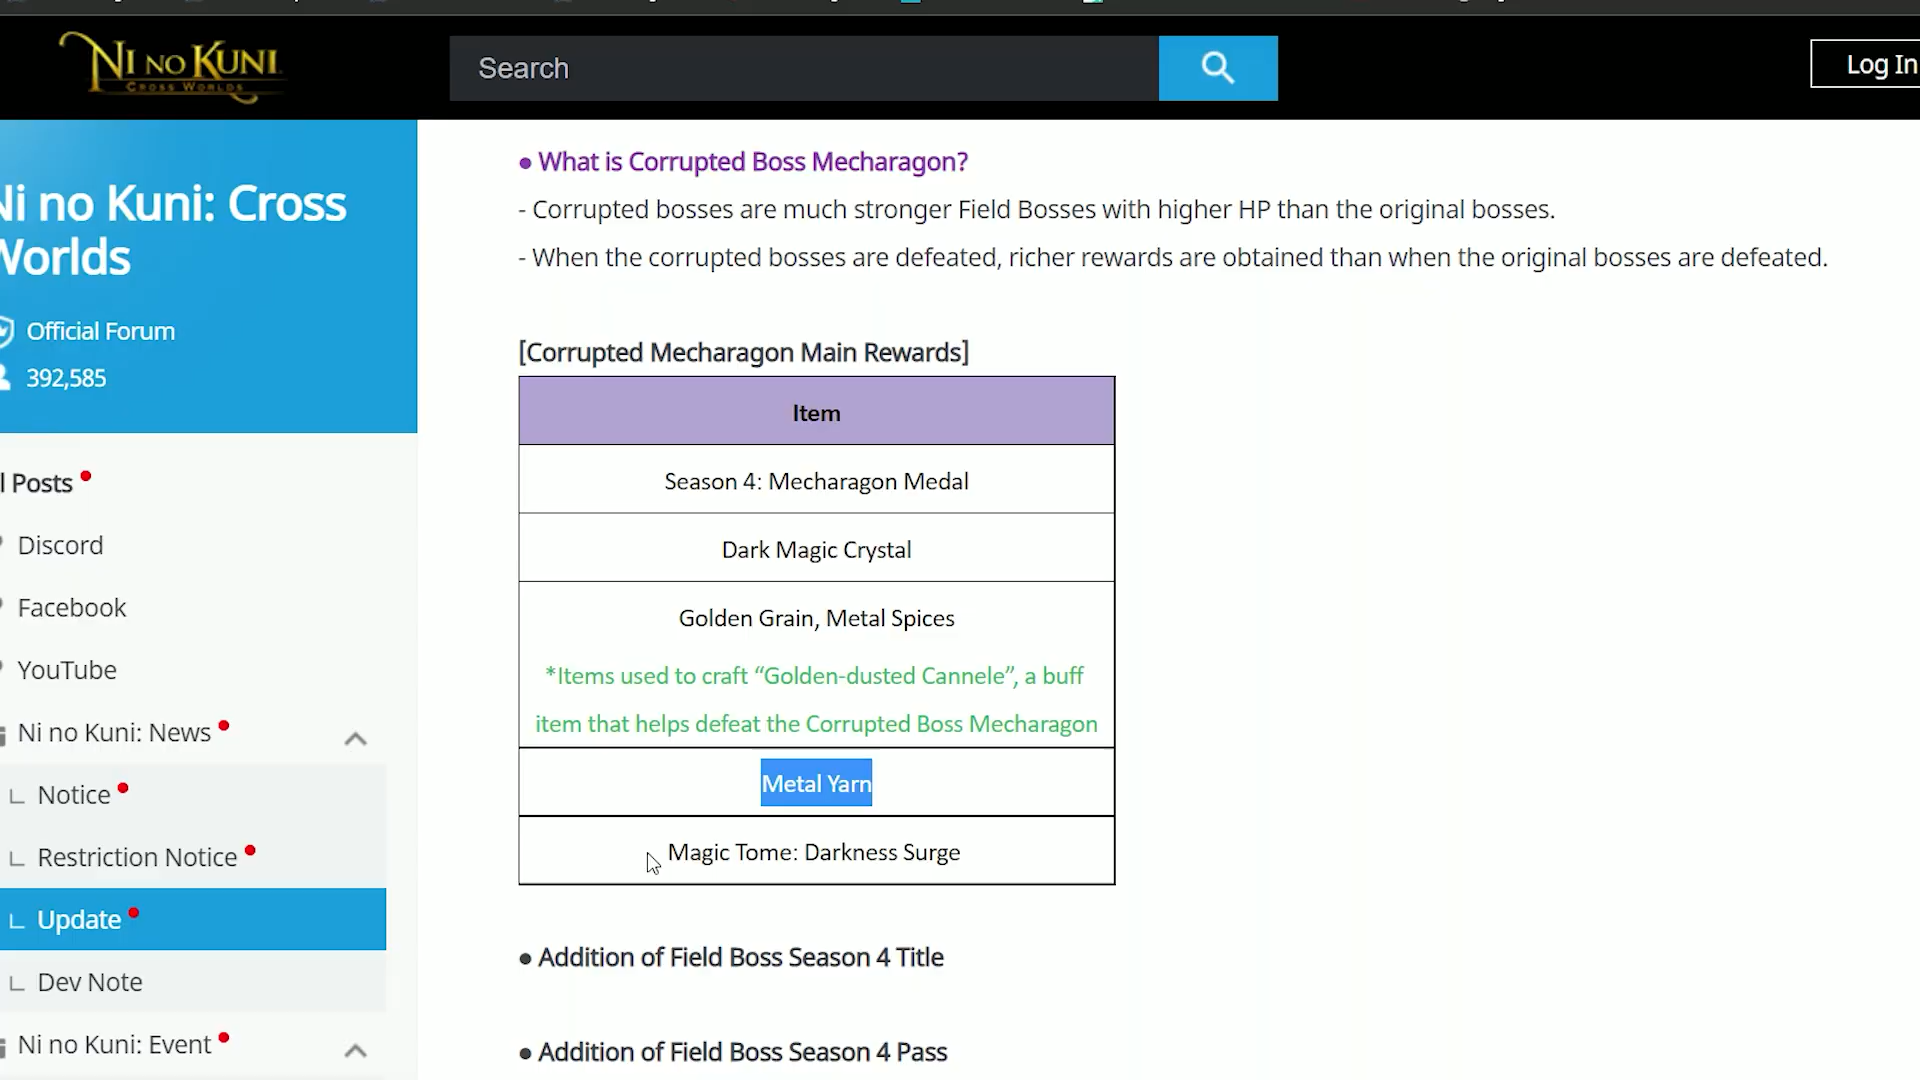 Ni no Kuni
Cross Worlds
Search
Log In
Ni no Kuni: Cross
Worlds
Official Forum
392,585
l Posts
Discord
Facebook
YouTube
Ni no Kuni: News
Notice
Restriction Notice
Update
Dev Note
Ni no Kuni: Event
● What is Corrupted Boss Mecharagon?
- Corrupted bosses are much stronger Field Bosses with higher HP than the original bosses.
- When the corrupted bosses are defeated, richer rewards are obtained than when the original bosses are defeated.
[Corrupted Mecharagon Main Rewards]
Item
Season 4: Mecharagon Medal
Dark Magic Crystal
Golden Grain, Metal Spices
*Items used to craft “Golden-dusted Cannele”, a buff
item that helps defeat the Corrupted Boss Mecharagon
Metal Yarn
Magic Tome: Darkness Surge
● Addition of Field Boss Season 4 Title
● Addition of Field Boss Season 4 Pass